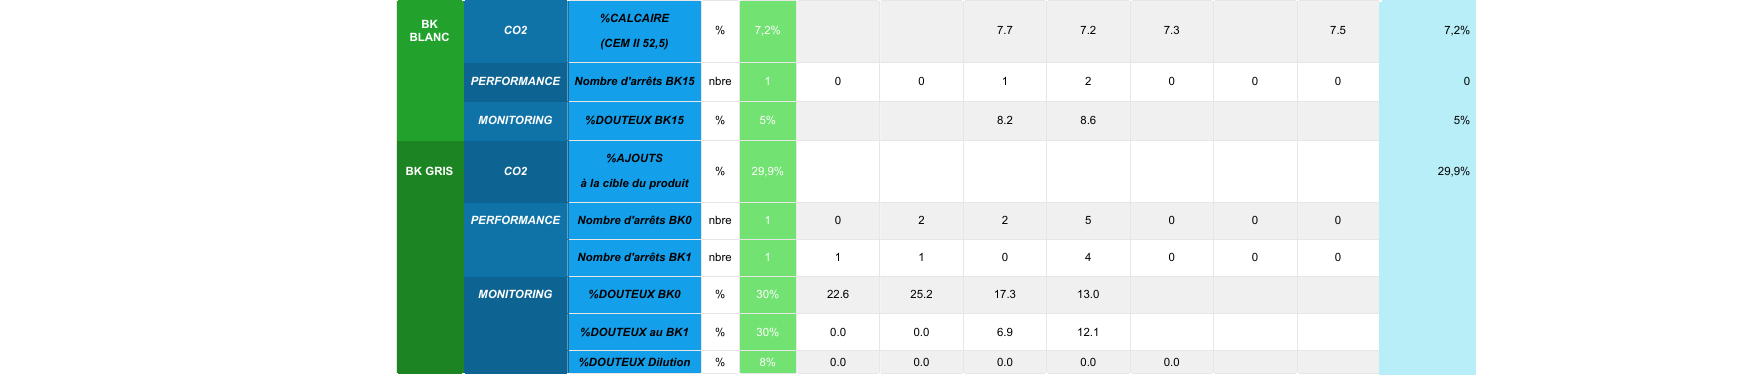 BK BLANC CO2 %CALCAIRE (CEM II 52,5) % 7,2% 7.7 7.2 7.3 7.5 7,2%
PERFORMANCE Nombre d'arrêts BK15 nbre 1 0 0 1 2 0 0 0 0
MONITORING %DOUTEUX BK15 % 5% 8.2 8.6 5%
BK GRIS CO2 %AJOUTS à la cible du produit % 29,9% 29,9%
PERFORMANCE Nombre d'arrêts BK0 nbre 1 0 2 2 5 0 0 0
Nombre d'arrêts BK1 nbre 1 1 1 0 4 0 0 0
MONITORING %DOUTEUX BK0 % 30% 22.6 25.2 17.3 13.0
%DOUTEUX au BK1 % 30% 0.0 0.0 6.9 12.1
%DOUTEUX Dilution % 8% 0.0 0.0 0.0 0.0 0.0